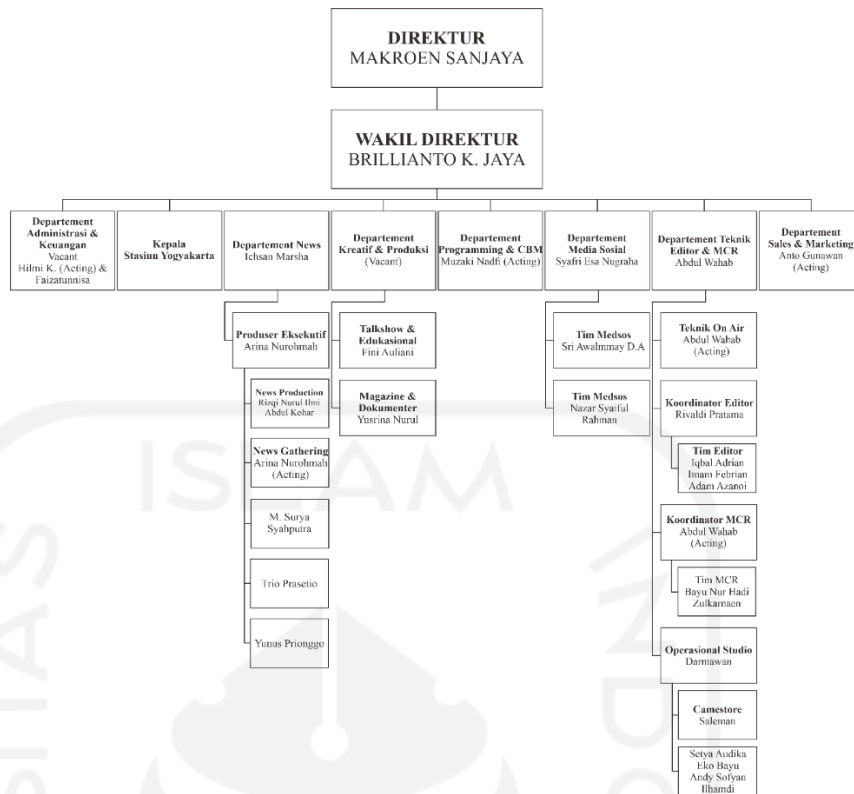 DIREKTUR
MAKROEN SANJAYA
WAKIL DIREKTUR
BRILLIANTO K. JAYA
Departement
Administrasi &
Keuangan
Vacant
Hilmi K. (Acting) &
Faizatunnisa
Kepala
Stasiun Yogyakarta
Departement News
Ichsan Marsha
Department
Kreatif & Produksi
(Vacant)
Department
Programming & CBM
Muzaki Nadfi (Acting)
Department
Media Sosial
Syafri Esa Nugraha
Departement Teknik
Editor & MCR
Abdul Wahab
Departement
Sales & Marketing
Anto Gunawan
(Acting)
Produser Eksekutif
Arina Nurohmah
News Production
Rizqi Nurul Ilmi
Abdul Kohar
News Gathering
Arina Nurohmah
(Acting)
M. Surya
Syahputra
Trio Prasetio
Yunus Prionggo
Talkshow &
Edukasional
Fini Auliani
Magazine &
Dokumenter
Yusrina Nurul
Tim Medsos
Sri Awalmmay D.A
Tim Medsos
Nazar Syaiful
Rahman
Teknik On Air
Abdul Wahab
(Acting)
Koordinator Editor
Rivaldi Pratama
Tim Editor
Iqbal Adrian
Imam Febrian
Adam Azanoi
Koordinator MCR
Abdul Wahab
(Acting)
Tim MCR
Bayu Nur Hadi
Zulkarnaen
Operasional Studio
Darmawan
Camestore
Saleman
Setya Audika
Eko Bayu
Andy Sofyan
Ilhamdi
ISLAM